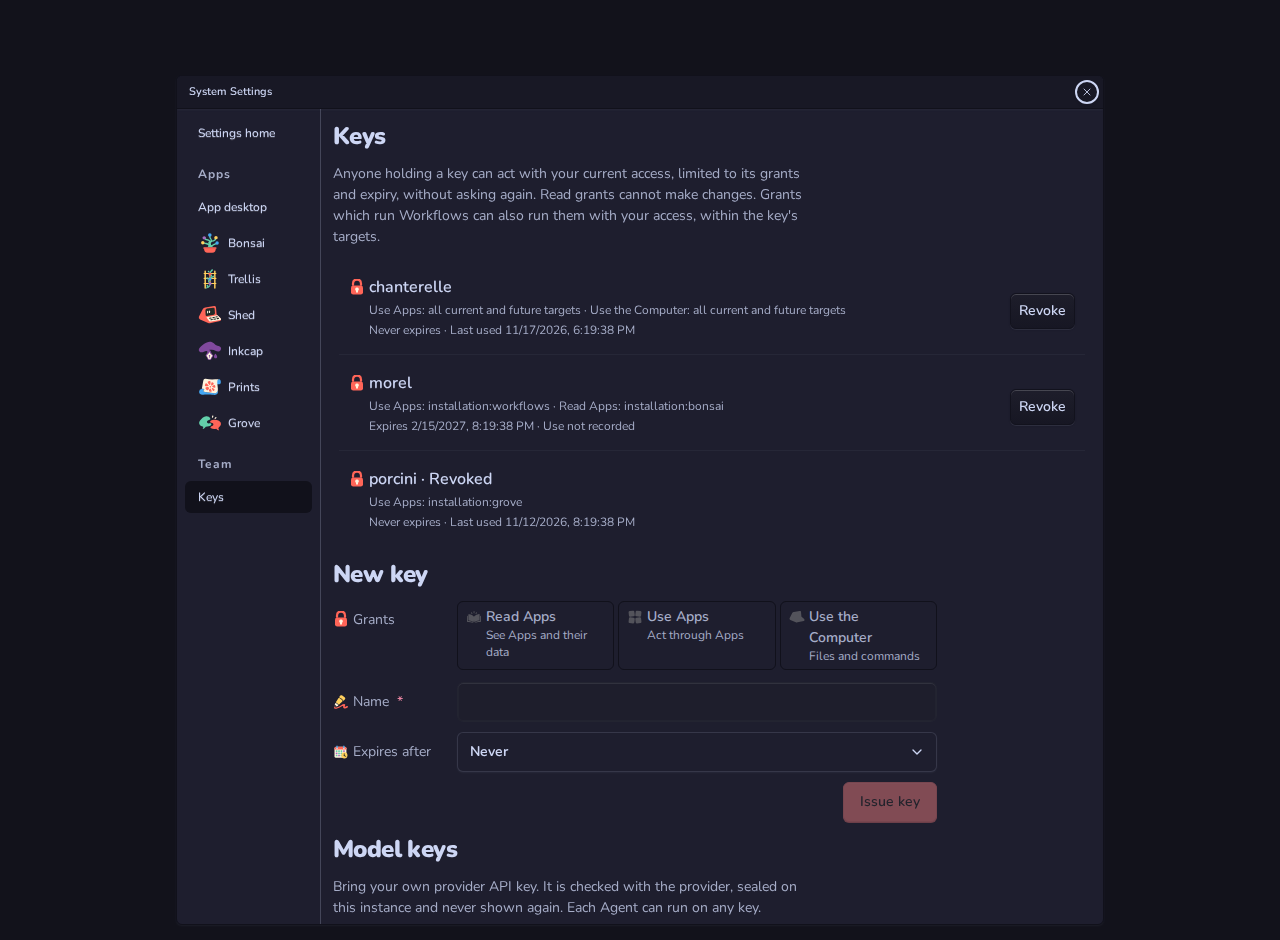 System Settings
Settings home
Apps
App desktop
Bonsai
Trellis
Shed
Inkcap
Prints
Grove
Team
Keys
Keys
Anyone holding a key can act with your current access, limited to its grants
and expiry, without asking again. Read grants cannot make changes. Grants
which run Workflows can also run them with your access, within the key's
targets.
chanterelle
Use Apps: all current and future targets · Use the Computer: all current and future targets
Never expires · Last used 11/17/2026, 6:19:38 PM
Revoke
morel
Use Apps: installation:workflows · Read Apps: installation:bonsai
Expires 2/15/2027, 8:19:38 PM · Use not recorded
Revoke
porcini · Revoked
Use Apps: installation:grove
Never expires · Last used 11/12/2026, 8:19:38 PM
New key
Grants
Read Apps
See Apps and their
data
Use Apps
Act through Apps
Use the
Computer
Files and commands
Name *
Expires after
Never
Issue key
Model keys
Bring your own provider API key. It is checked with the provider, sealed on
this instance and never shown again. Each Agent can run on any key.